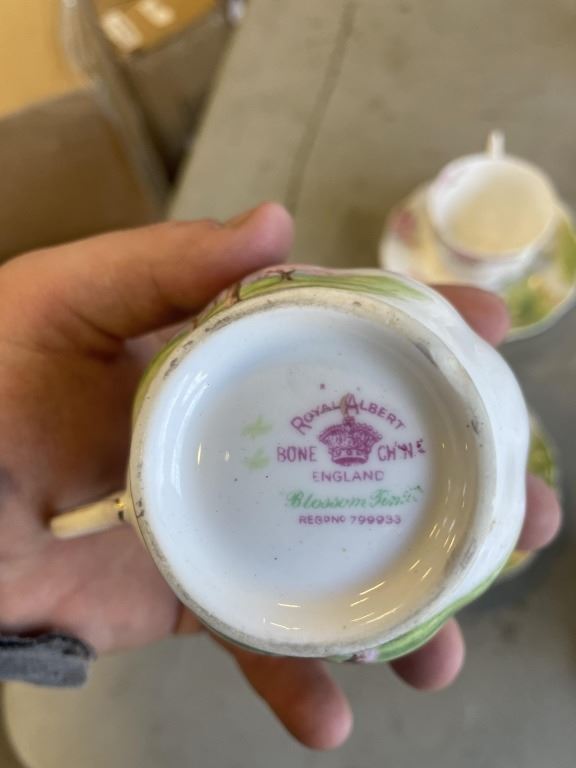 ROYAL ALBERT
BONE CHINA
ENGLAND
Blossom Time
REGD NO 799933